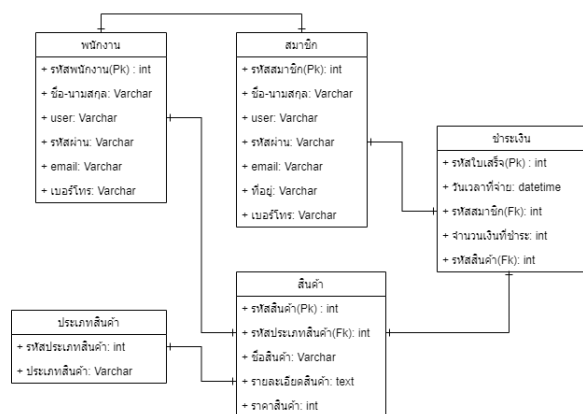 พนักงาน
+ รหัสพนักงาน(Pk) : int
+ ชื่อ-นามสกุล: Varchar
+ user: Varchar
+ รหัสผ่าน: Varchar
+ email: Varchar
+ เบอร์โทร: Varchar
สมาชิก
+ รหัสสมาชิก(Pk): int
+ ชื่อ-นามสกุล: Varchar
+ user: Varchar
+ รหัสผ่าน: Varchar
+ email: Varchar
+ ที่อยู่: Varchar
+ เบอร์โทร: Varchar
ชำระเงิน
+ รหัสใบเสร็จ(Pk) : int
+ วันเวลาที่จ่าย: datetime
+ รหัสสมาชิก(Fk): int
+ จำนวนเงินที่ชำระ: int
+ รหัสสินค้า(Fk): int
ประเภทสินค้า
+ รหัสประเภทสินค้า: int
+ ประเภทสินค้า: Varchar
สินค้า
+ รหัสสินค้า(Pk) : int
+ รหัสประเภทสินค้า(Fk): int
+ ชื่อสินค้า: Varchar
+ รายละเอียดสินค้า: text
+ ราคาสินค้า: int